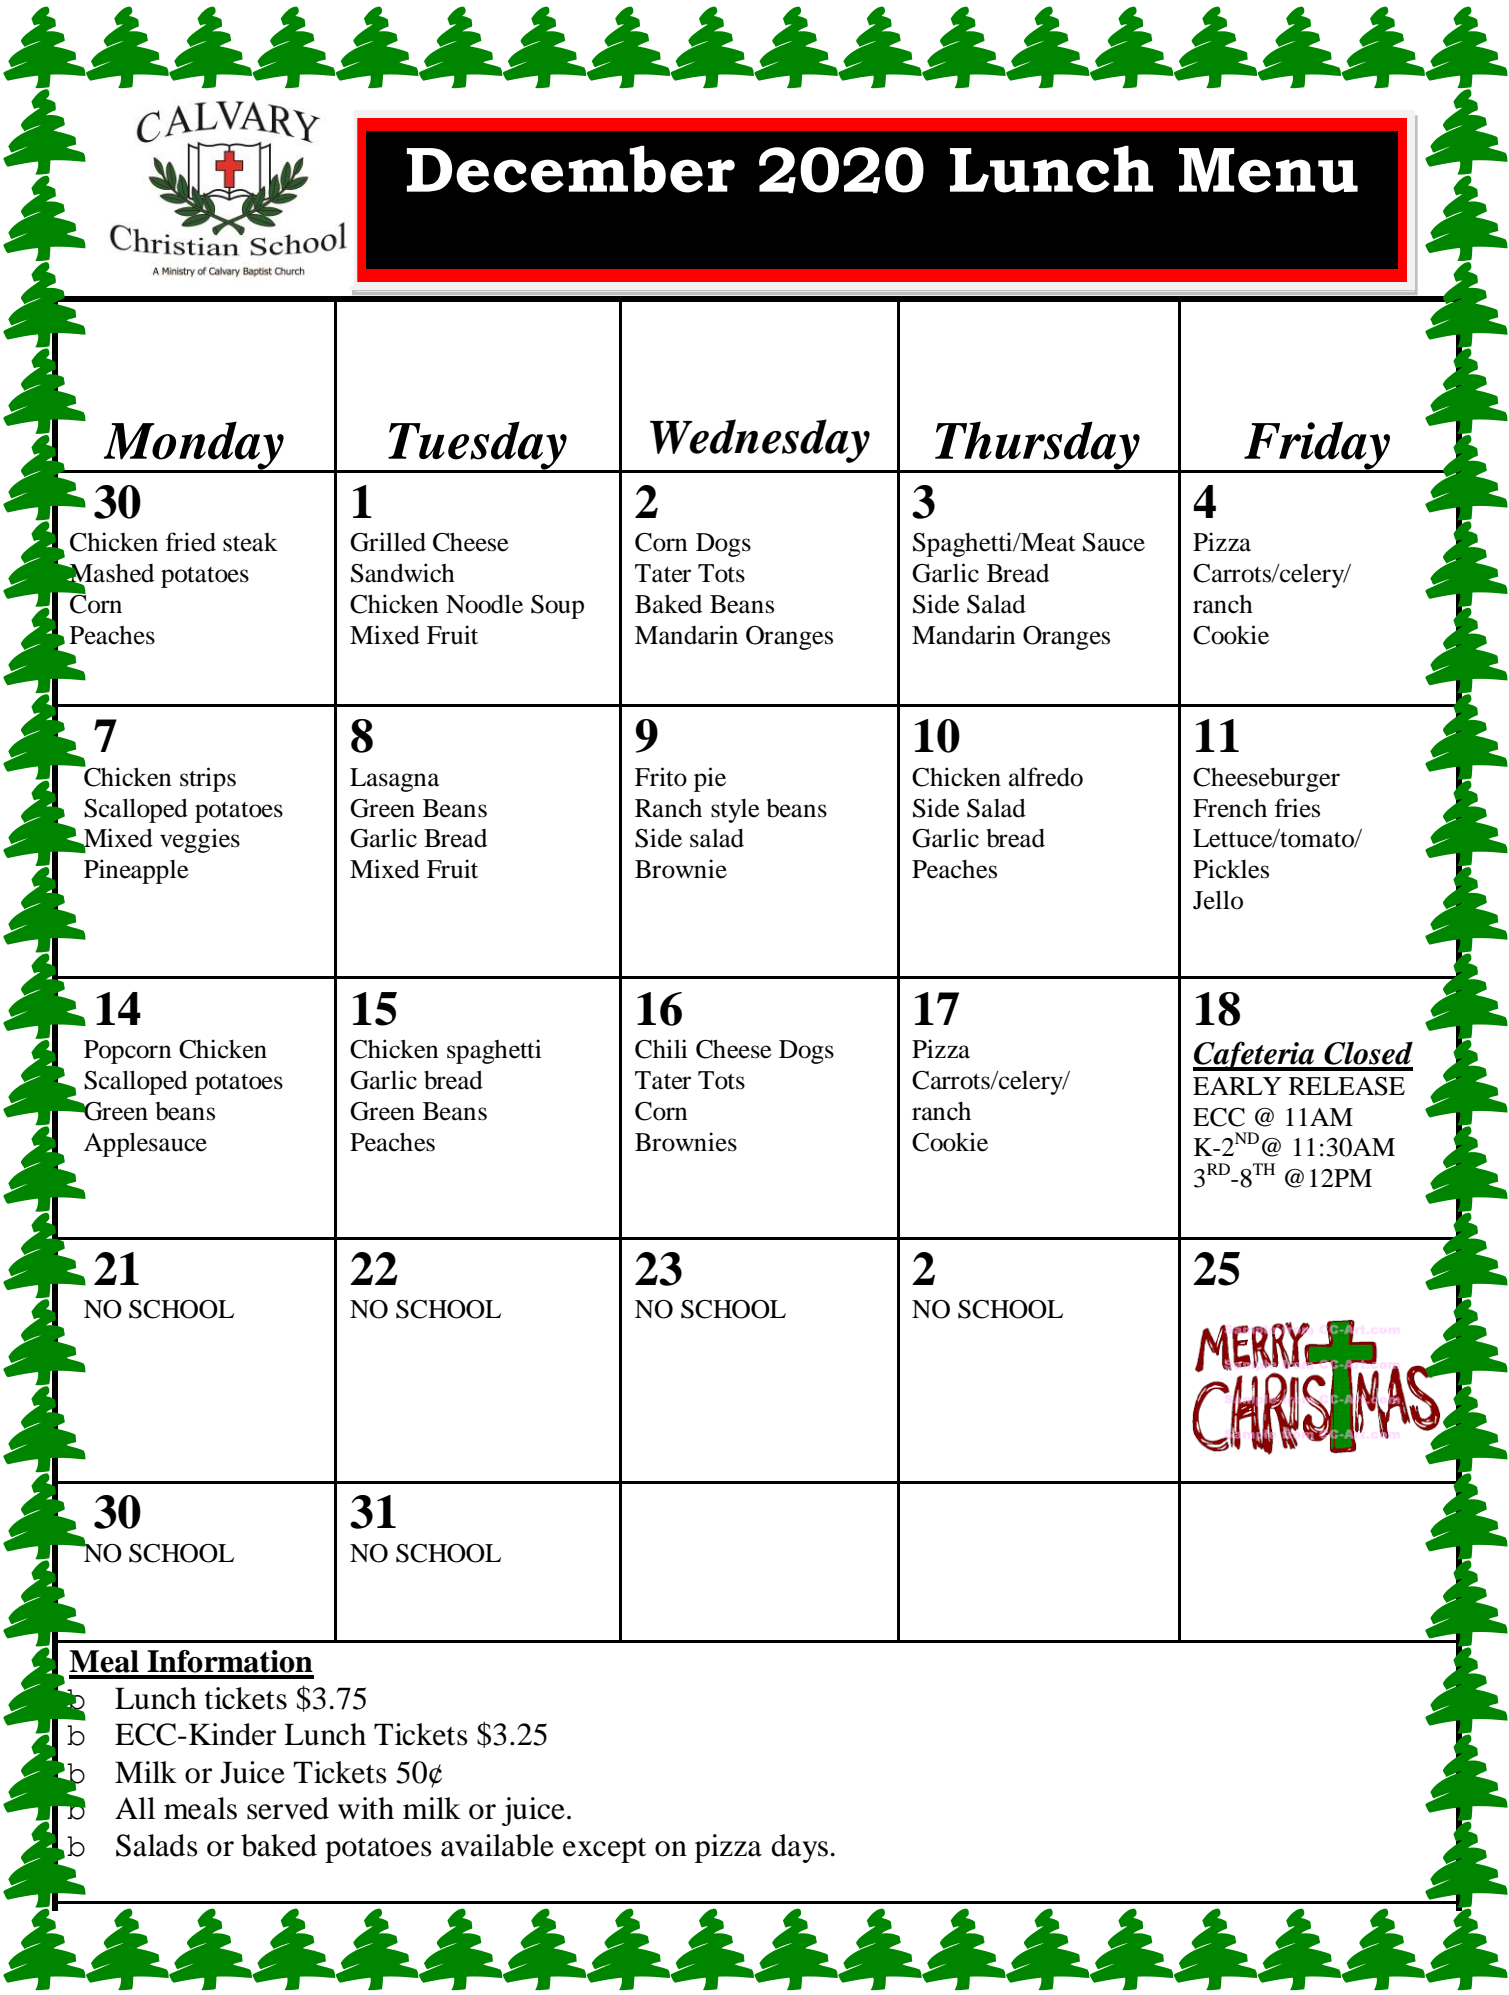 CALVARY
Christian School
A Ministry of Calvary Baptist Church
December 2020 Lunch Menu
Monday
Tuesday
Wednesday
Thursday
Friday
30
Chicken fried steak
Mashed potatoes
Corn
Peaches
1
Grilled Cheese
Sandwich
Chicken Noodle Soup
Mixed Fruit
2
Corn Dogs
Tater Tots
Baked Beans
Mandarin Oranges
3
Spaghetti/Meat Sauce
Garlic Bread
Side Salad
Mandarin Oranges
4
Pizza
Carrots/celery/
ranch
Cookie
7
Chicken strips
Scalloped potatoes
Mixed veggies
Pineapple
8
Lasagna
Green Beans
Garlic Bread
Mixed Fruit
9
Frito pie
Ranch style beans
Side salad
Brownie
10
Chicken alfredo
Side Salad
Garlic bread
Peaches
11
Cheeseburger
French fries
Lettuce/tomato/
Pickles
Jello
14
Popcorn Chicken
Scalloped potatoes
Green beans
Applesauce
15
Chicken spaghetti
Garlic bread
Green Beans
Peaches
16
Chili Cheese Dogs
Tater Tots
Corn
Brownies
17
Pizza
Carrots/celery/
ranch
Cookie
18
Cafeteria Closed
EARLY RELEASE
ECC @ 11AM
K-2ND@ 11:30AM
3RD-8TH @12PM
21
NO SCHOOL
22
NO SCHOOL
23
NO SCHOOL
2
NO SCHOOL
25
MERRY
CHRISTMAS
30
NO SCHOOL
31
NO SCHOOL
Meal Information
b Lunch tickets $3.75
b ECC-Kinder Lunch Tickets $3.25
b Milk or Juice Tickets 50¢
b All meals served with milk or juice.
b Salads or baked potatoes available except on pizza days.